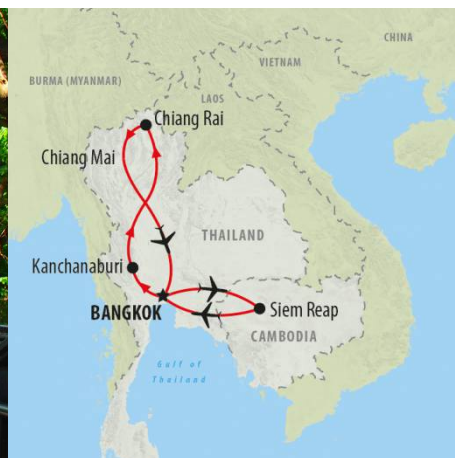 CHINA
VIETNAM
BURMA (MYANMAR)
LAOS
Chiang Rai
Chiang Mai
THAILAND
Kanchanaburi
BANGKOK
Siem Reap
CAMBODIA
Gulf of
Thailand